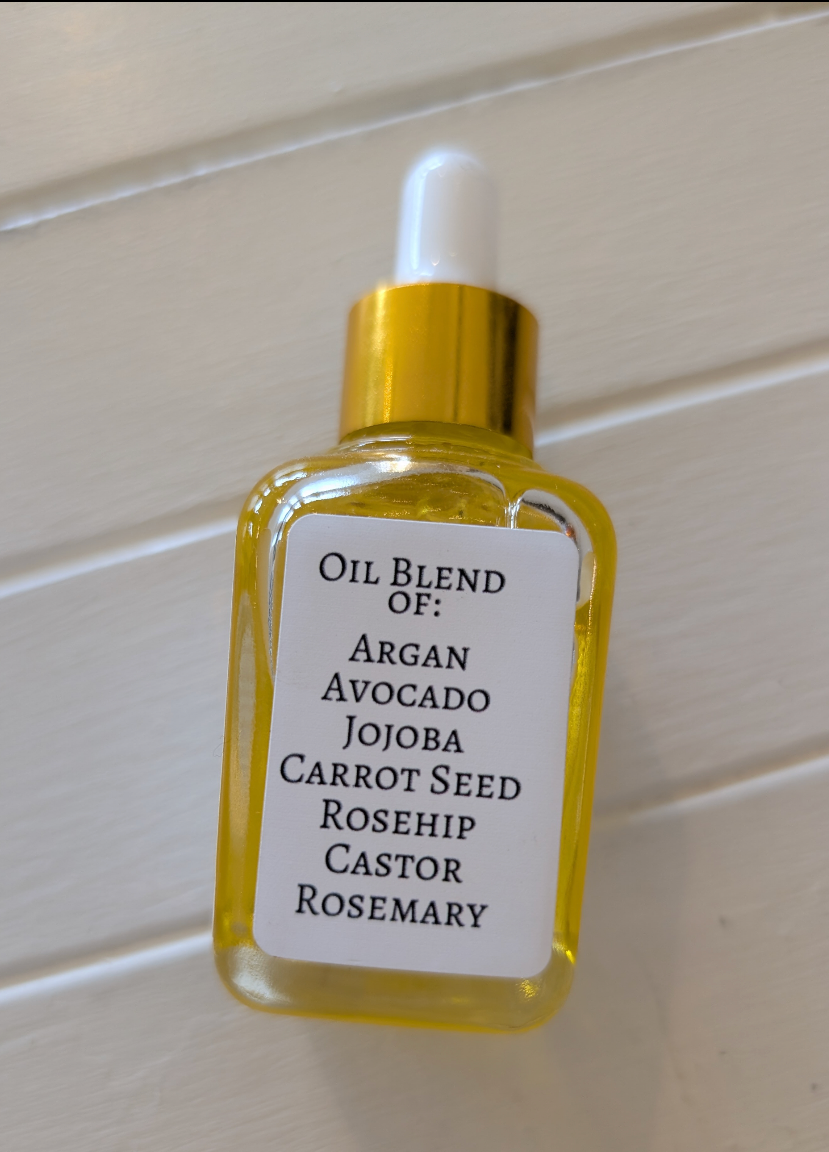 Oil Blend
of:
Argan
Avocado
Jojoba
Carrot Seed
Rosehip
Castor
Rosemary